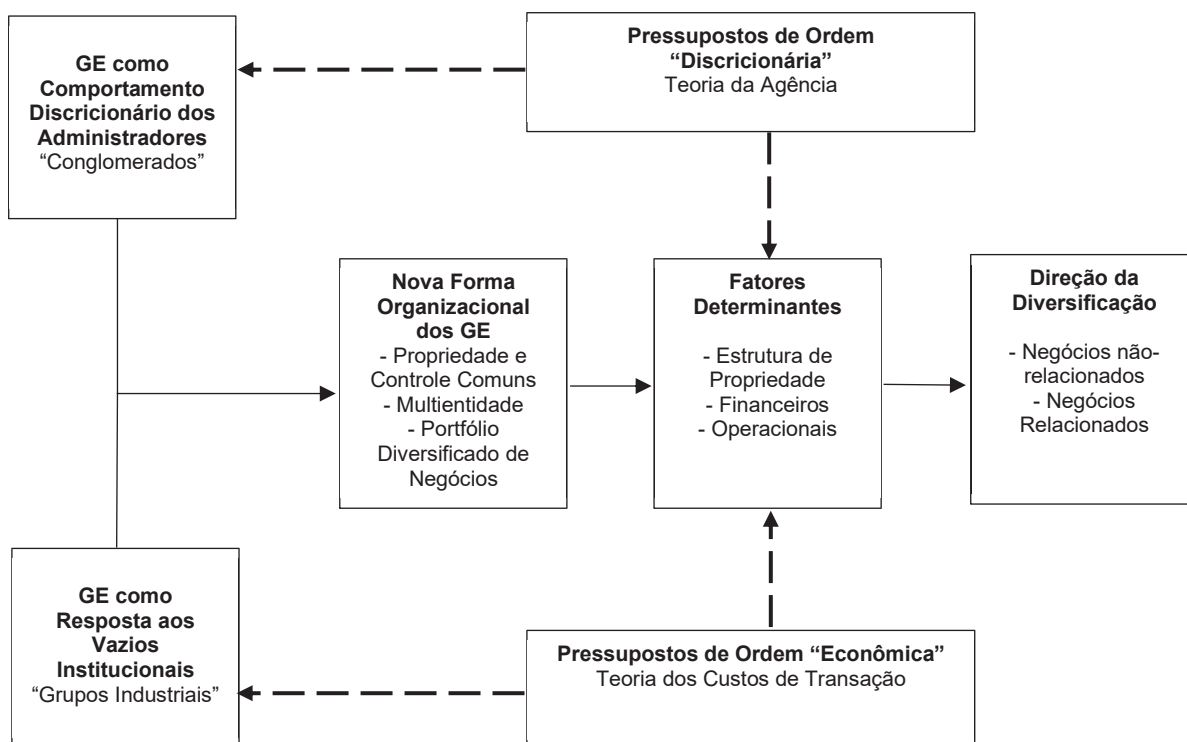 GE como
Comportamento
Discricionário dos
Administradores
“Conglomerados”
Pressupostos de Ordem
“Discricionária”
Teoria da Agência
Nova Forma
Organizacional
dos GE
- Propriedade e
Controle Comuns
- Multientidade
- Portfólio
Diversificado de
Negócios
Fatores
Determinantes
- Estrutura de
Propriedade
- Financeiros
- Operacionais
Direção da
Diversificação
- Negócios não-
relacionados
- Negócios
Relacionados
GE como
Resposta aos
Vazios
Institucionais
“Grupos Industriais”
Pressupostos de Ordem “Econômica”
Teoria dos Custos de Transação